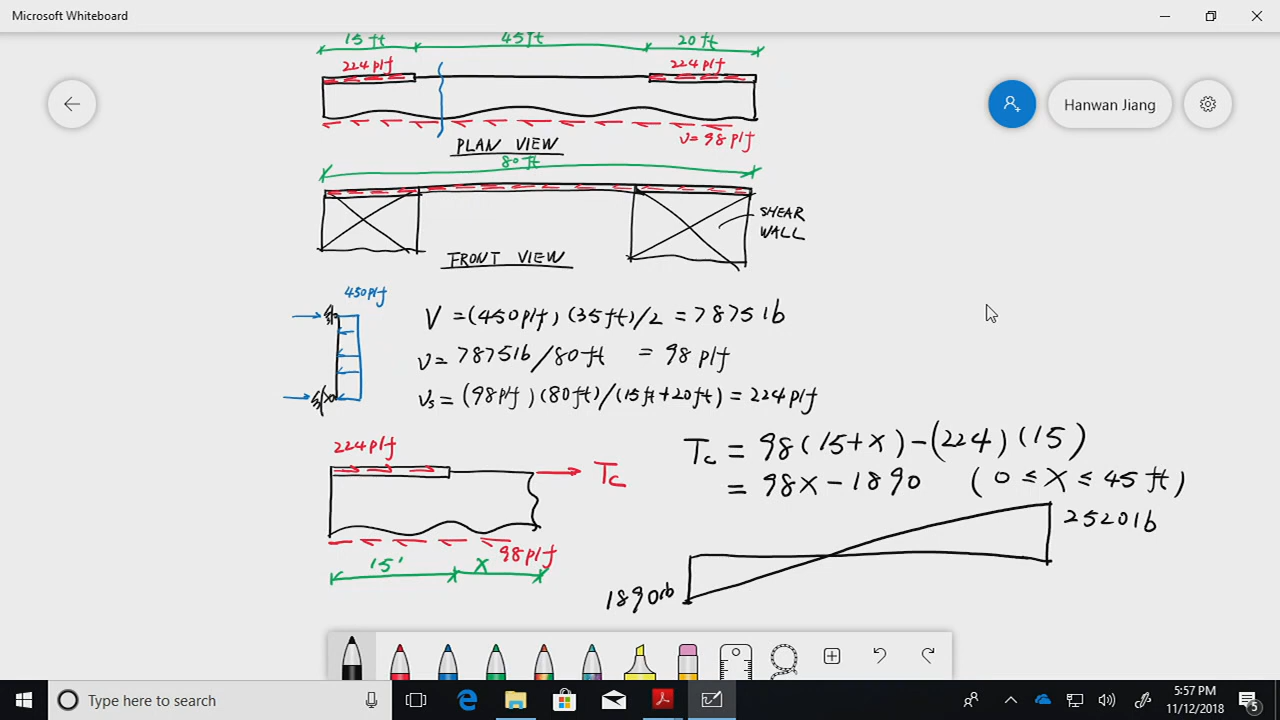 Microsoft Whiteboard
Hanwan Jiang
15 ft 45ft 20 ft
224 plf 224 plf
v = 98 plf
PLAN VIEW
80 ft
SHEAR
WALL
FRONT VIEW
450 plf
V = (450 plf) (35 ft)/2 = 7875 lb
v = 7875 lb / 80 ft = 98 plf
vs = (98 plf) (80 ft)/(15 ft + 20 ft) = 224 plf
224 plf
Tc
98 plf
15' x
Tc = 98 (15 + x) - (224) (15)
= 98x - 1890 (0 ≤ x ≤ 45 ft)
2520 lb
1890 lb
Type here to search
5:57 PM
11/12/2018
5